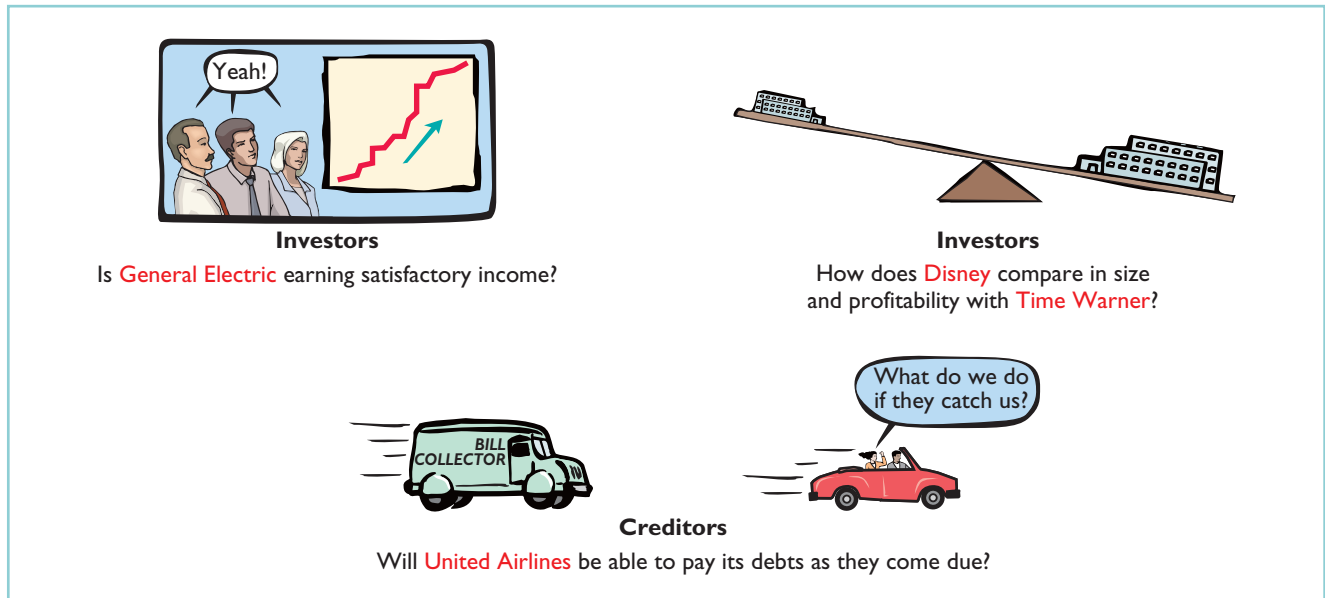 Yeah!
Investors
Is General Electric earning satisfactory income?
Investors
How does Disney compare in size
and profitability with Time Warner?
What do we do
if they catch us?
BILL
COLLECTOR
Creditors
Will United Airlines be able to pay its debts as they come due?